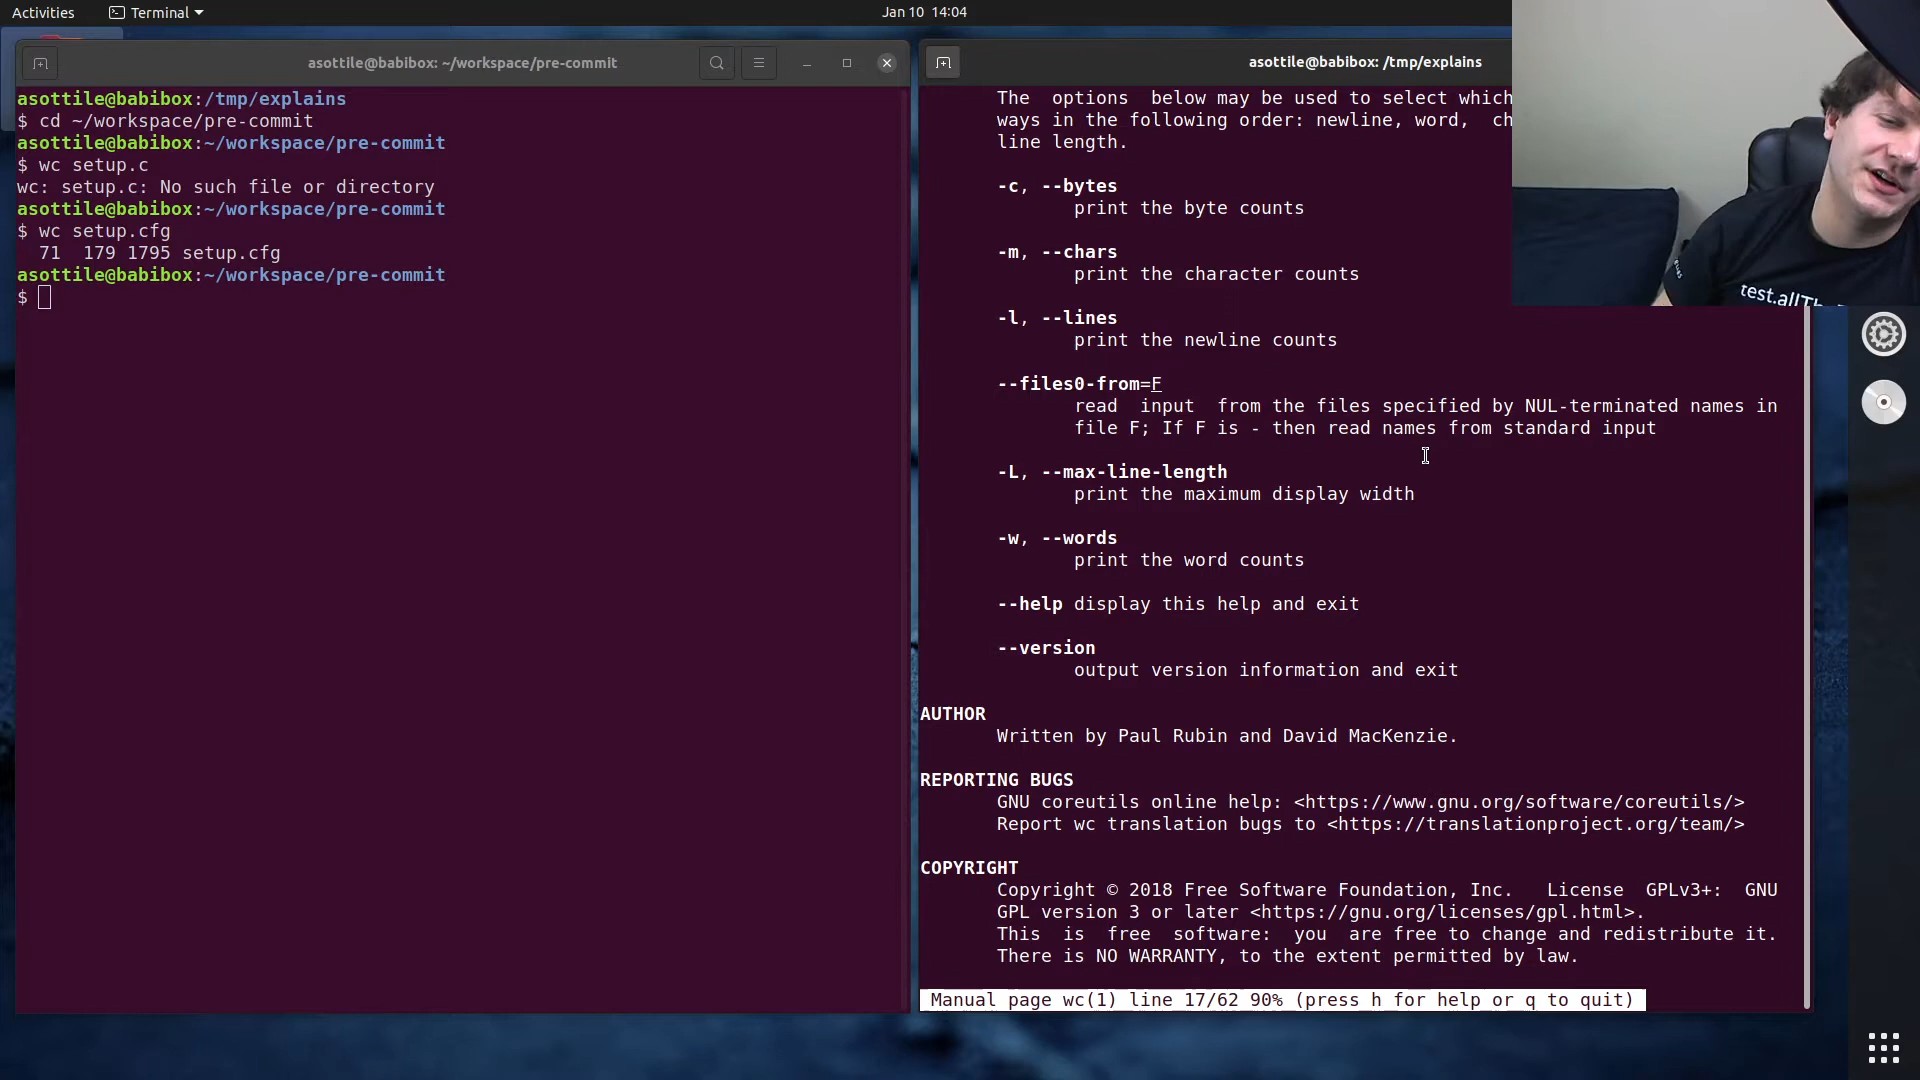 Activities
Terminal
Jan 10 14:04
asottile@babibox: ~/workspace/pre-commit
asottile@babibox:/tmp/explains
$ cd ~/workspace/pre-commit
asottile@babibox:~/workspace/pre-commit
$ wc setup.c
wc: setup.c: No such file or directory
asottile@babibox:~/workspace/pre-commit
$ wc setup.cfg
71 179 1795 setup.cfg
asottile@babibox:~/workspace/pre-commit
$
asottile@babibox: /tmp/explains
The options below may be used to select which
ways in the following order: newline, word, ch
line length.
-c, --bytes
print the byte counts
-m, --chars
print the character counts
-l, --lines
print the newline counts
--files0-from=F
read input from the files specified by NUL-terminated names in
file F; If F is - then read names from standard input
-L, --max-line-length
print the maximum display width
-w, --words
print the word counts
--help display this help and exit
--version
output version information and exit
AUTHOR
Written by Paul Rubin and David MacKenzie.
REPORTING BUGS
GNU coreutils online help: <https://www.gnu.org/software/coreutils/>
Report wc translation bugs to <https://translationproject.org/team/>
COPYRIGHT
Copyright © 2018 Free Software Foundation, Inc. License GPLv3+: GNU
GPL version 3 or later <https://gnu.org/licenses/gpl.html>.
This is free software: you are free to change and redistribute it.
There is NO WARRANTY, to the extent permitted by law.
Manual page wc(1) line 17/62 90% (press h for help or q to quit)